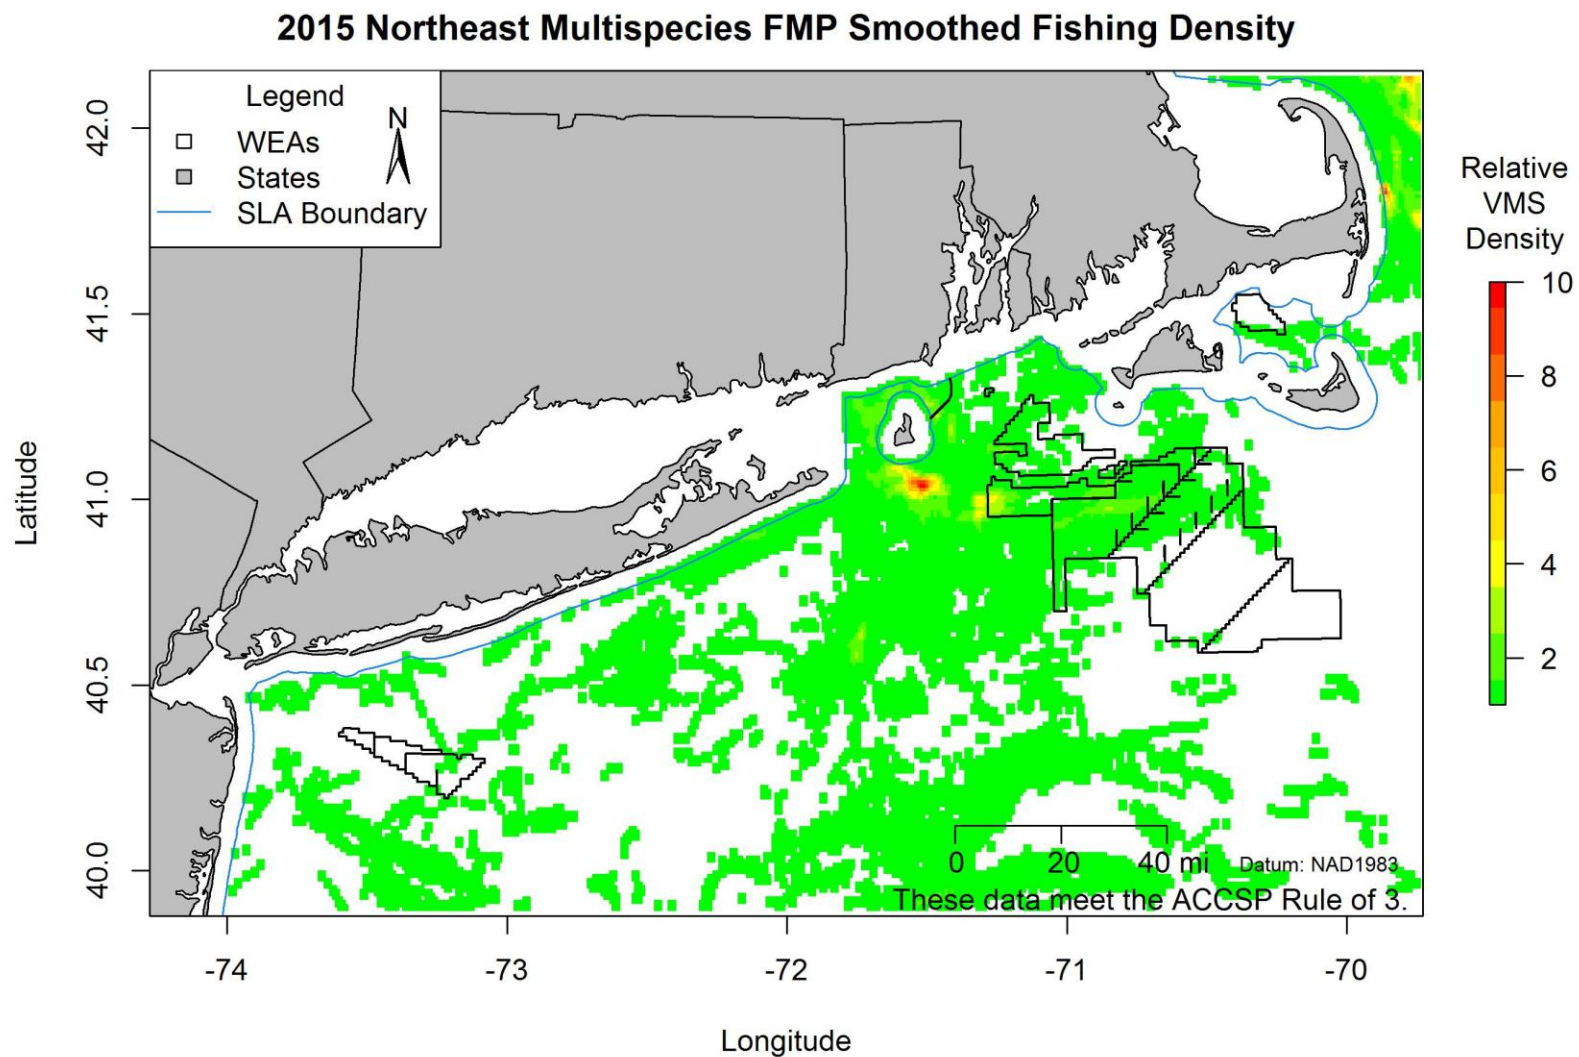 2015 Northeast Multispecies FMP Smoothed Fishing Density
Legend
WEAs
States
SLA Boundary
N
Relative
VMS
Density
10
8
6
4
2
Latitude
42.0
41.5
41.0
40.5
40.0
0 20 40 mi Datum: NAD1983
These data meet the ACCSP Rule of 3.
-74 -73 -72 -71 -70
Longitude